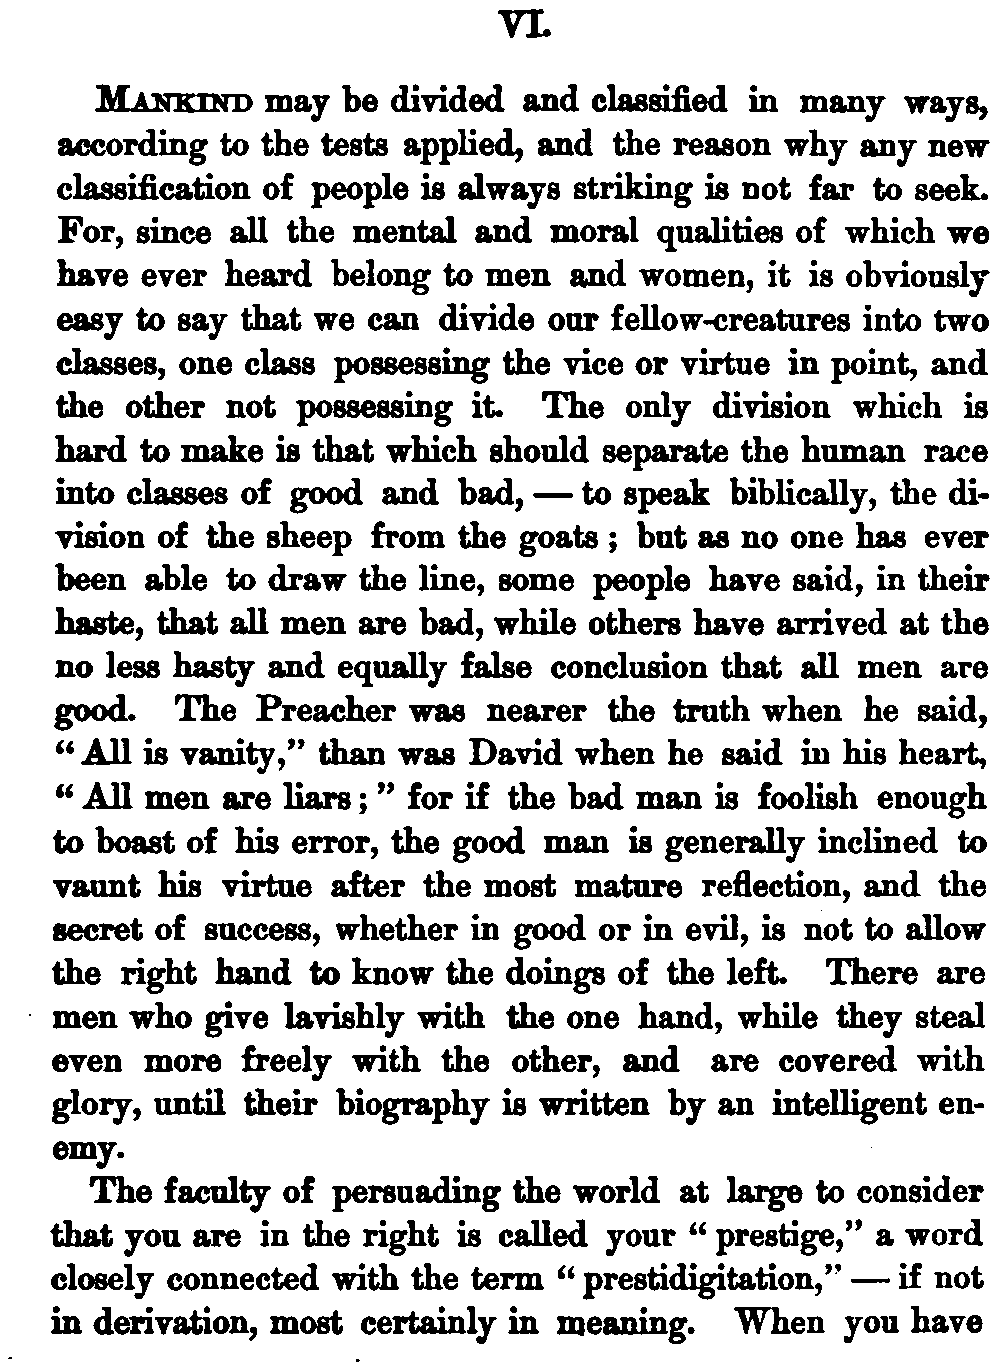 VI.
Mankind may be divided and classified in many ways,
according to the tests applied, and the reason why any new
classification of people is always striking is not far to seek.
For, since all the mental and moral qualities of which we
have ever heard belong to men and women, it is obviously
easy to say that we can divide our fellow-creatures into two
classes, one class possessing the vice or virtue in point, and
the other not possessing it. The only division which is
hard to make is that which should separate the human race
into classes of good and bad, — to speak biblically, the di-
vision of the sheep from the goats ; but as no one has ever
been able to draw the line, some people have said, in their
haste, that all men are bad, while others have arrived at the
no less hasty and equally false conclusion that all men are
good. The Preacher was nearer the truth when he said,
“ All is vanity,” than was David when he said in his heart,
“ All men are liars ; ” for if the bad man is foolish enough
to boast of his error, the good man is generally inclined to
vaunt his virtue after the most mature reflection, and the
secret of success, whether in good or in evil, is not to allow
the right hand to know the doings of the left. There are
men who give lavishly with the one hand, while they steal
even more freely with the other, and are covered with
glory, until their biography is written by an intelligent en-
emy.
The faculty of persuading the world at large to consider
that you are in the right is called your “ prestige,” a word
closely connected with the term “ prestidigitation,” — if not
in derivation, most certainly in meaning. When you have